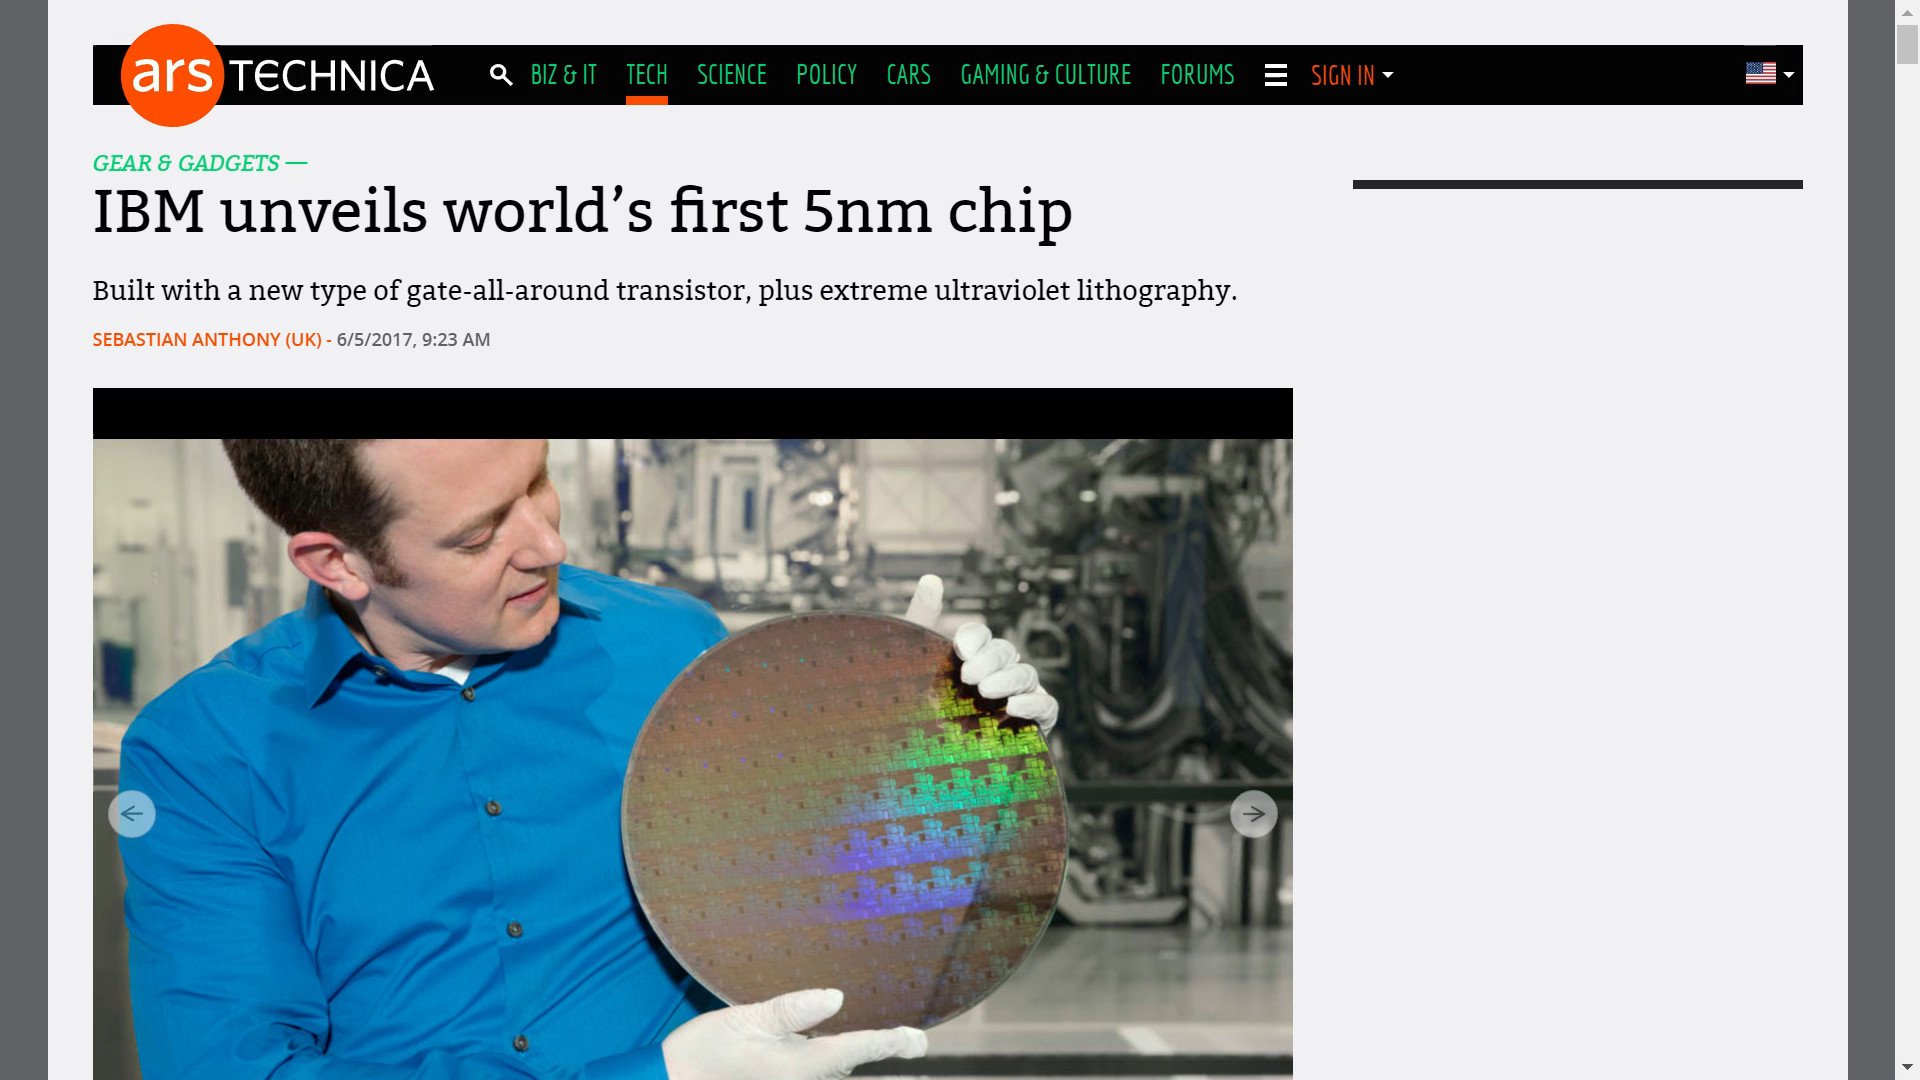 ars TECHNICA
BIZ & IT TECH SCIENCE POLICY CARS GAMING & CULTURE FORUMS SIGN IN
GEAR & GADGETS —
IBM unveils world’s first 5nm chip
Built with a new type of gate-all-around transistor, plus extreme ultraviolet lithography.
SEBASTIAN ANTHONY (UK) - 6/5/2017, 9:23 AM